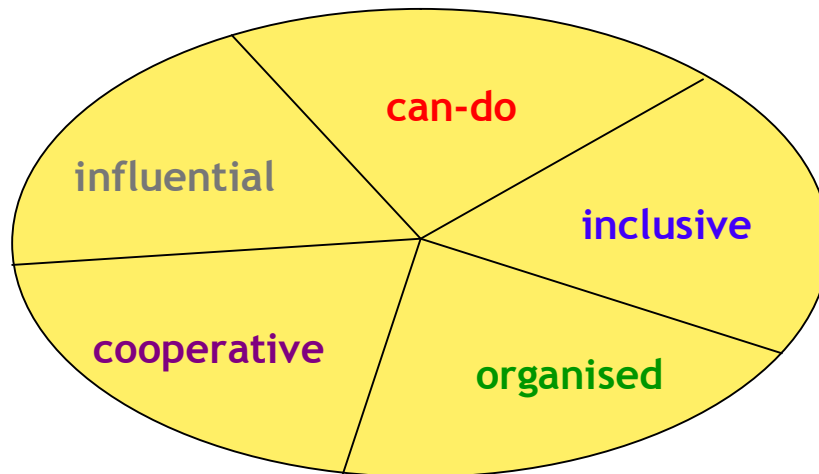 can-do
influential
inclusive
cooperative
organised